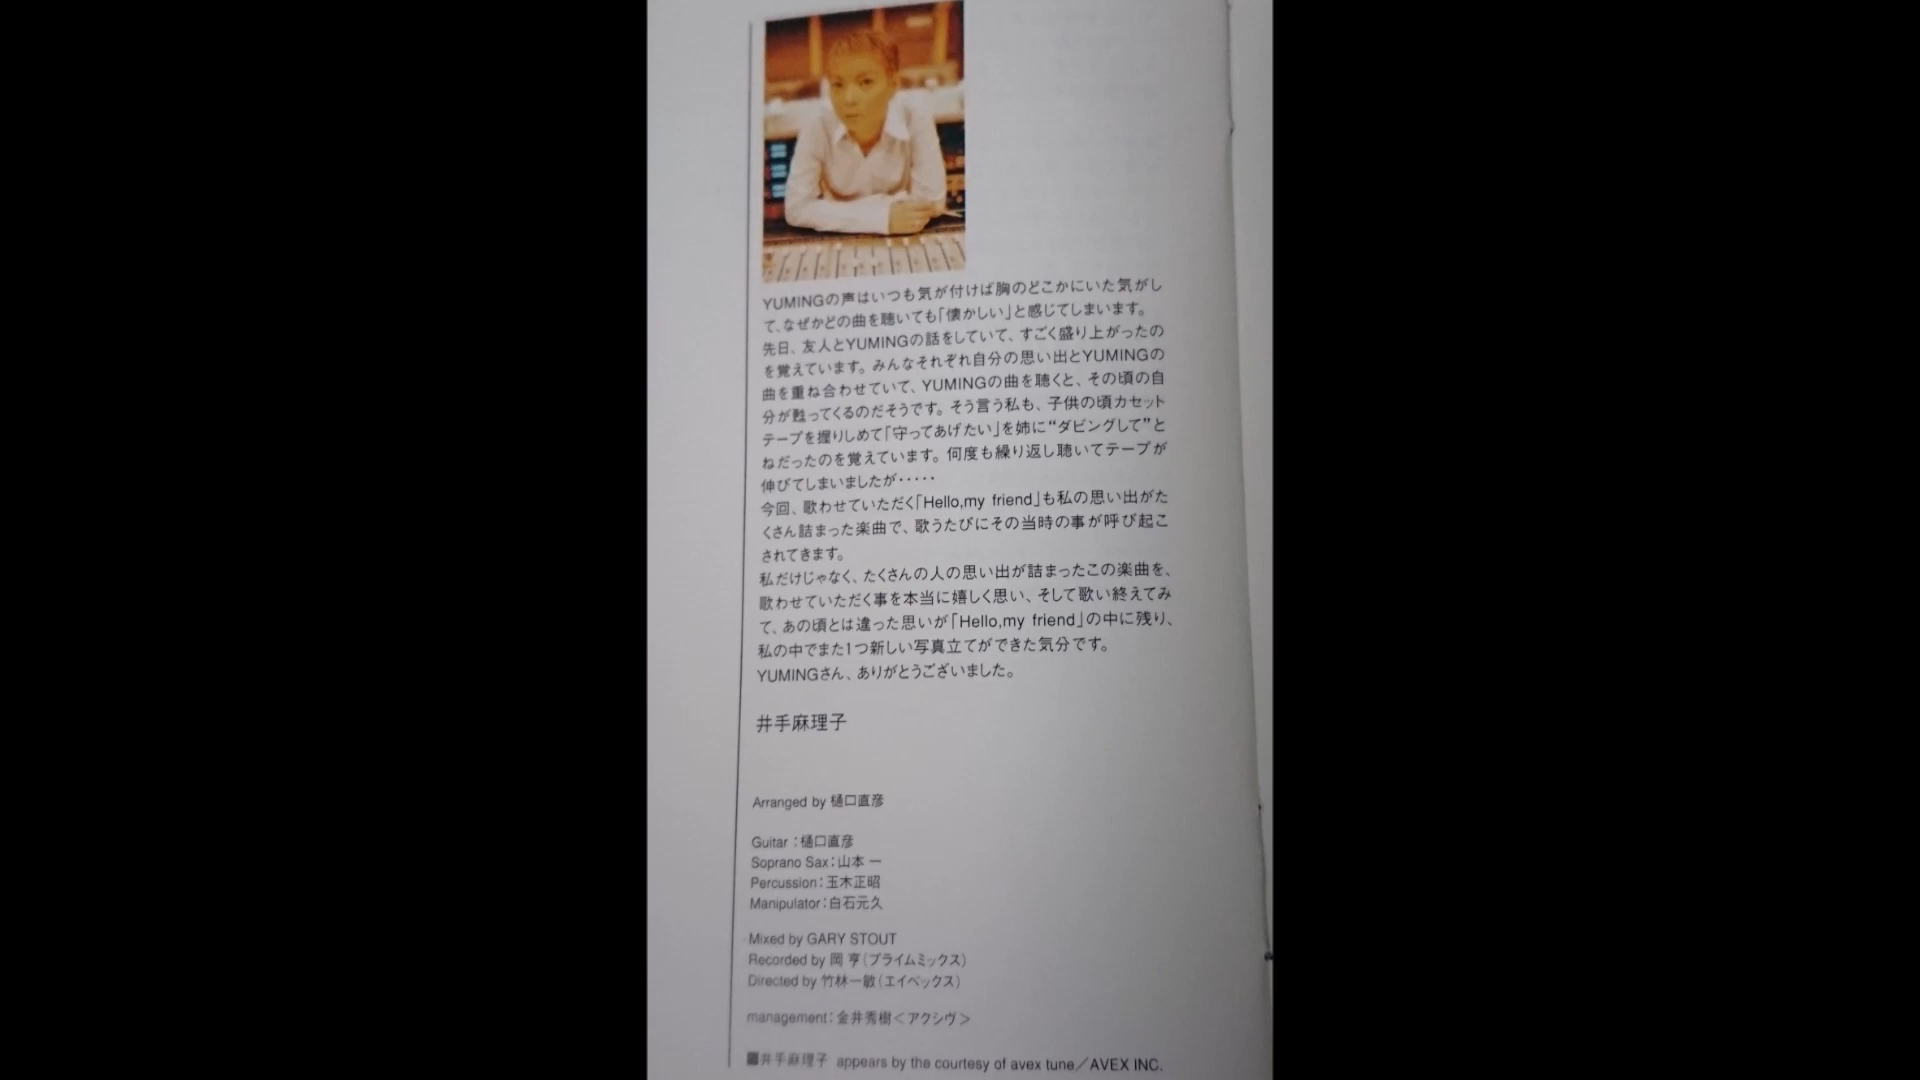 YUMINGの声はいつも気が付けば胸のどこかにいた気がし
て、なぜかどの曲を聴いても「懐かしい」と感じてしまいます。
先日、友人とYUMINGの話をしていて、すごく盛り上がったの
を覚えています。みんなそれぞれ自分の思い出とYUMINGの
曲を重ね合わせていて、YUMINGの曲を聴くと、その頃の自
分が甦ってくるのだそうです。そう言う私も、子供の頃カセット
テープを握りしめて「守ってあげたい」を姉に“ダビングして”と
ねだったのを覚えています。何度も繰り返し聴いてテープが
伸びてしまいましたが・・・・・
今回、歌わせていただく「Hello,my friend」も私の思い出がた
くさん詰まった楽曲で、歌うたびにその当時の事が呼び起こ
されてきます。
私だけじゃなく、たくさんの人の思い出が詰まったこの楽曲を、
歌わせていただく事を本当に嬉しく思い、そして歌い終えてみ
て、あの頃とは違った思いが「Hello,my friend」の中に残り、
私の中でまた1つ新しい写真立てができた気分です。
YUMINGさん、ありがとうございました。
井手麻理子
Arranged by 樋口直彦
Guitar：樋口直彦
Soprano Sax：山本 一
Percussion：玉木正昭
Manipulator：白石元久
Mixed by GARY STOUT
Recorded by 岡 亨（プライムミックス）
Directed by 竹林一敏（エイベックス）
management：金井秀樹＜アクシヴ＞
■井手麻理子 appears by the courtesy of avex tune／AVEX INC.